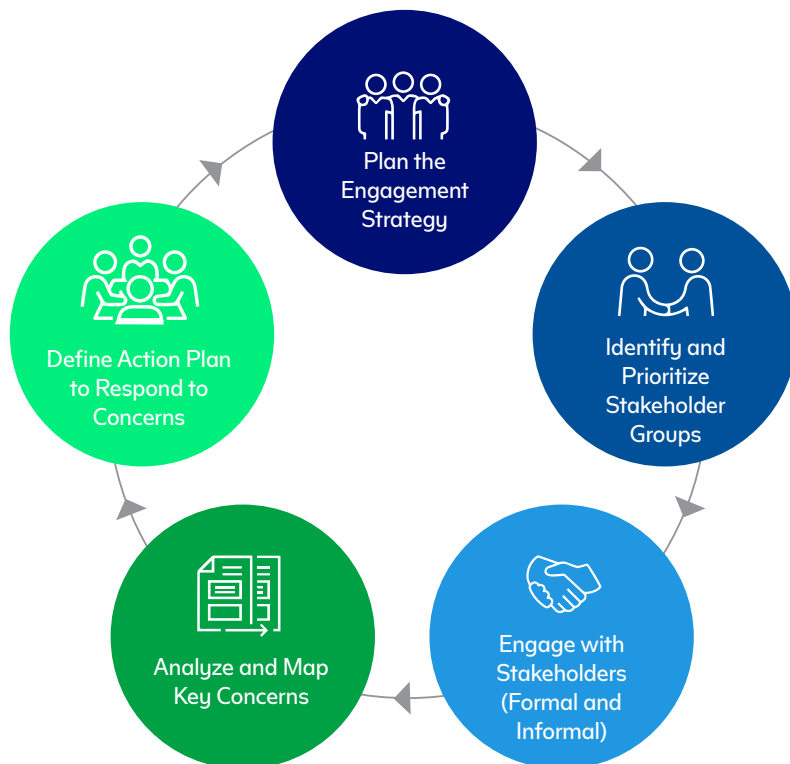 Plan the
Engagement
Strategy
Identify and
Prioritize
Stakeholder
Groups
Engage with
Stakeholders
(Formal and
Informal)
Analyze and Map
Key Concerns
Define Action Plan
to Respond to
Concerns